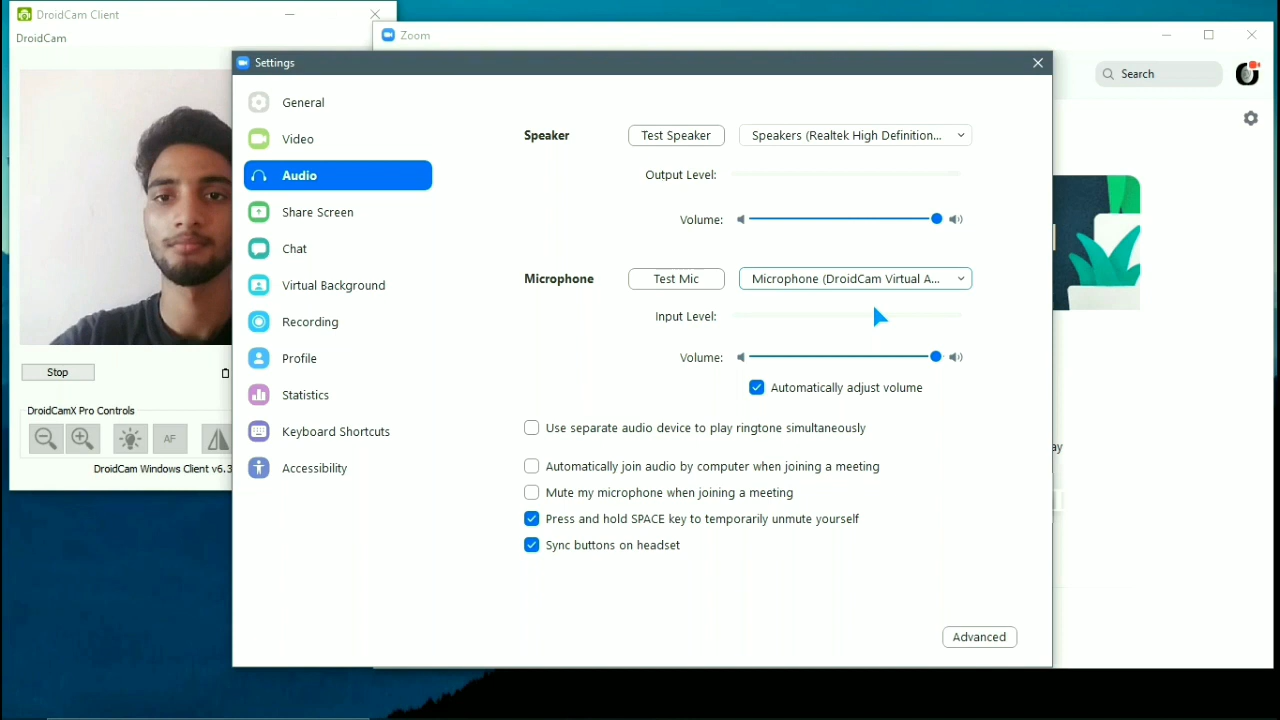 DroidCam Client
DroidCam
Stop
DroidCamX Pro Controls
AF
DroidCam Windows Client v6.3
Zoom
Search
ay
Settings
General
Video
Audio
Share Screen
Chat
Virtual Background
Recording
Profile
Statistics
Keyboard Shortcuts
Accessibility
Speaker Test Speaker Speakers (Realtek High Definition...
Output Level:
Volume:
Microphone Test Mic Microphone (DroidCam Virtual A...
Input Level:
Volume:
Automatically adjust volume
Use separate audio device to play ringtone simultaneously
Automatically join audio by computer when joining a meeting
Mute my microphone when joining a meeting
Press and hold SPACE key to temporarily unmute yourself
Sync buttons on headset
Advanced